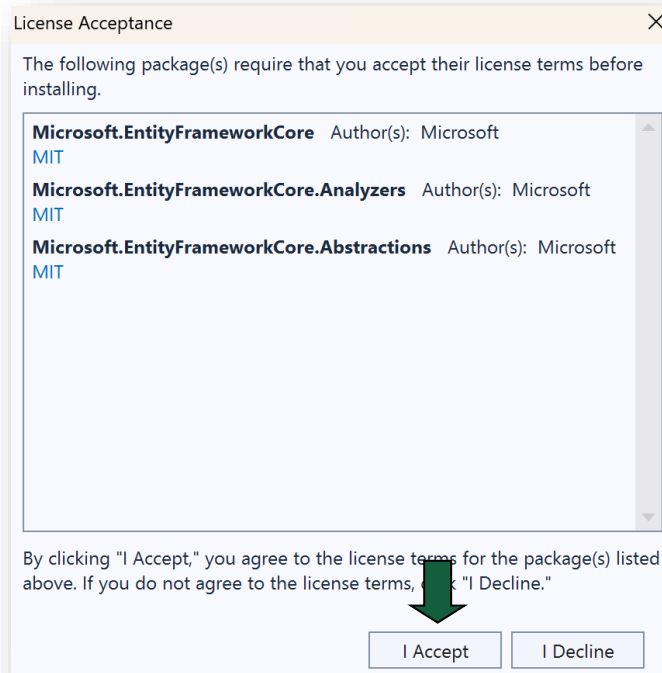 License Acceptance
The following package(s) require that you accept their license terms before
installing.
Microsoft.EntityFrameworkCore Author(s): Microsoft
MIT
Microsoft.EntityFrameworkCore.Analyzers Author(s): Microsoft
MIT
Microsoft.EntityFrameworkCore.Abstractions Author(s): Microsoft
MIT
By clicking "I Accept," you agree to the license terms for the package(s) listed
above. If you do not agree to the license terms, "I Decline."
I Accept I Decline